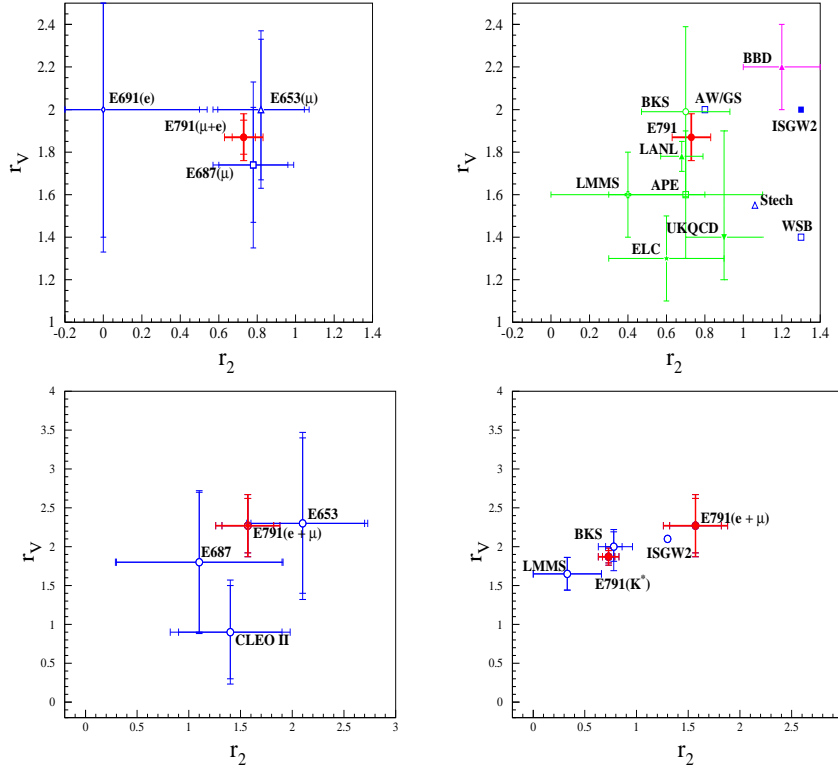 2.4
2.2
2
1.8
1.6
1.4
1.2
1
r_V
E691(e)
E653(μ)
E791(μ+e)
E687(μ)
-0.2 0 0.2 0.4 0.6 0.8 1 1.2 1.4
r_2
2.4
2.2
2
1.8
1.6
1.4
1.2
1
r_V
BBD
BKS
AW/GS
ISGW2
E791
LANL
LMMS
APE
Stech
UKQCD
WSB
ELC
-0.2 0 0.2 0.4 0.6 0.8 1 1.2 1.4
r_2
4
3.5
3
2.5
2
1.5
1
0.5
0
r_V
E653
E791(e + μ)
E687
CLEO II
0 0.5 1 1.5 2 2.5 3
r_2
4
3.5
3
2.5
2
1.5
1
0.5
0
r_V
E791(e + μ)
BKS
ISGW2
LMMS
E791(K*)
0 0.5 1 1.5 2 2.5
r_2